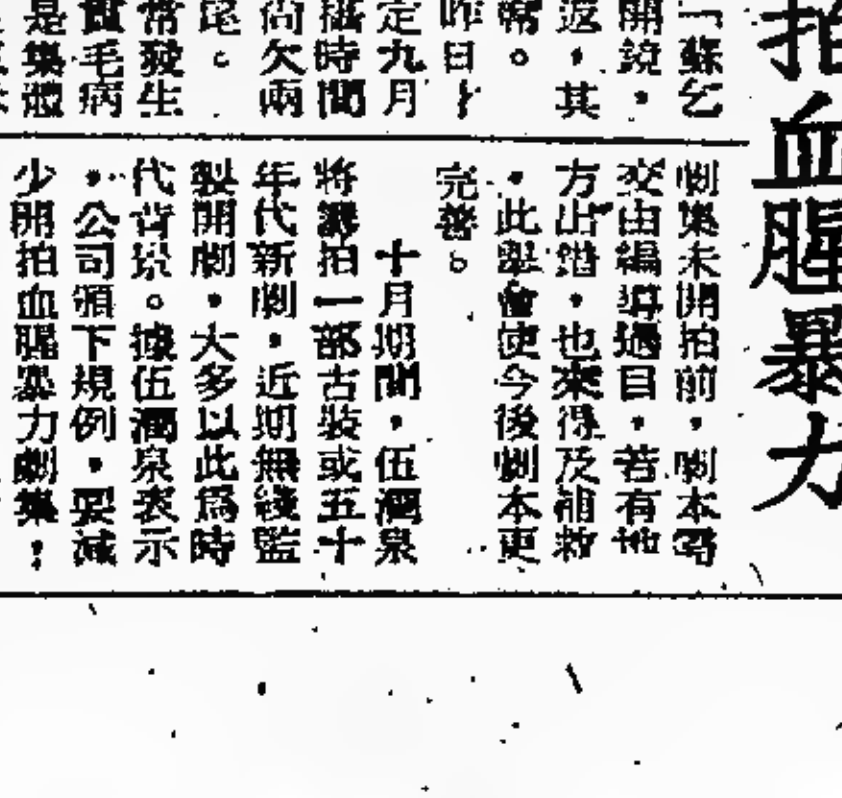 拍血腥暴力
「蘇乞
開鏡，
返，其
席。
昨日
定九月
攝時間
尚欠兩
尾。
常發生
毛病
是集體
劇集未開拍前，劇本需
交由編導過目，若有地
方出錯，也來得及補救
，此舉會使今後劇本更
完善。
十月期間，伍潤泉
將籌拍一部古裝或五十
年代新劇，近期無綫監
製開劇，大多以此爲時
代背景。據伍潤泉表示
，公司頒下規例，要減
少開拍血腥暴力劇集；